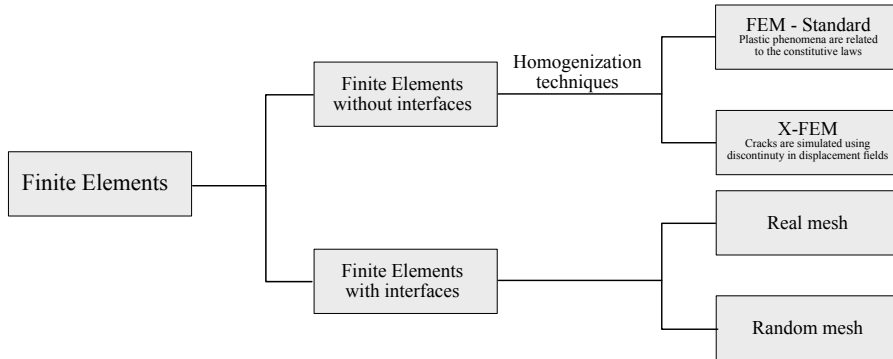 FEM - Standard
Plastic phenomena are related
to the constitutive laws
Homogenization
techniques
Finite Elements
without interfaces
X-FEM
Cracks are simulated using
discontinuty in displacement fields
Finite Elements
Real mesh
Finite Elements
with interfaces
Random mesh